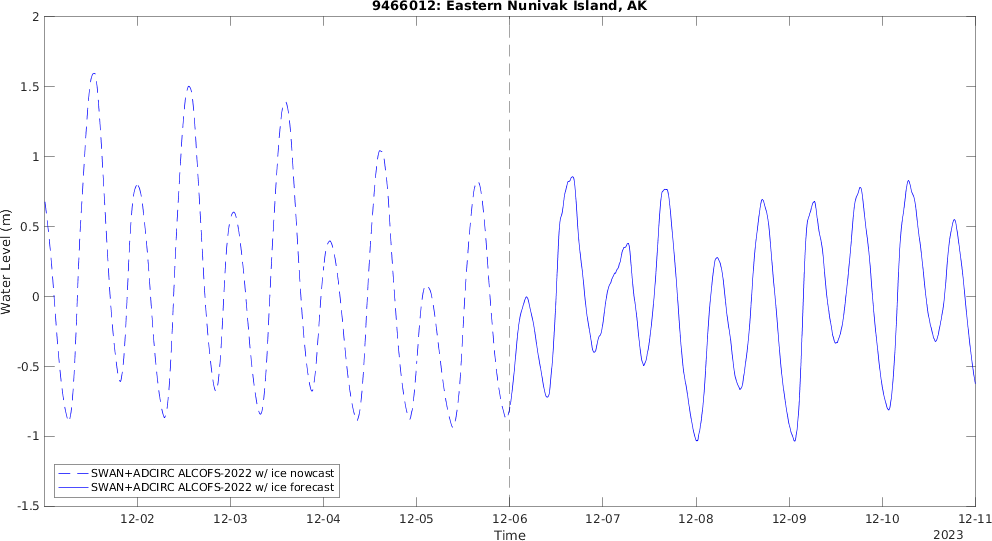 9466012: Eastern Nunivak Island, AK
2
1.5
1
0.5
0
-0.5
-1
-1.5
Water Level (m)
SWAN+ADCIRC ALCOFS-2022 w/ ice nowcast
SWAN+ADCIRC ALCOFS-2022 w/ ice forecast
12-02 12-03 12-04 12-05 12-06 12-07 12-08 12-09 12-10 12-11
Time
2023